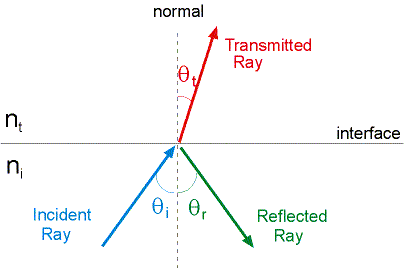 normal
Transmitted
Ray
θt
nt
interface
ni
θi
θr
Incident
Ray
Reflected
Ray